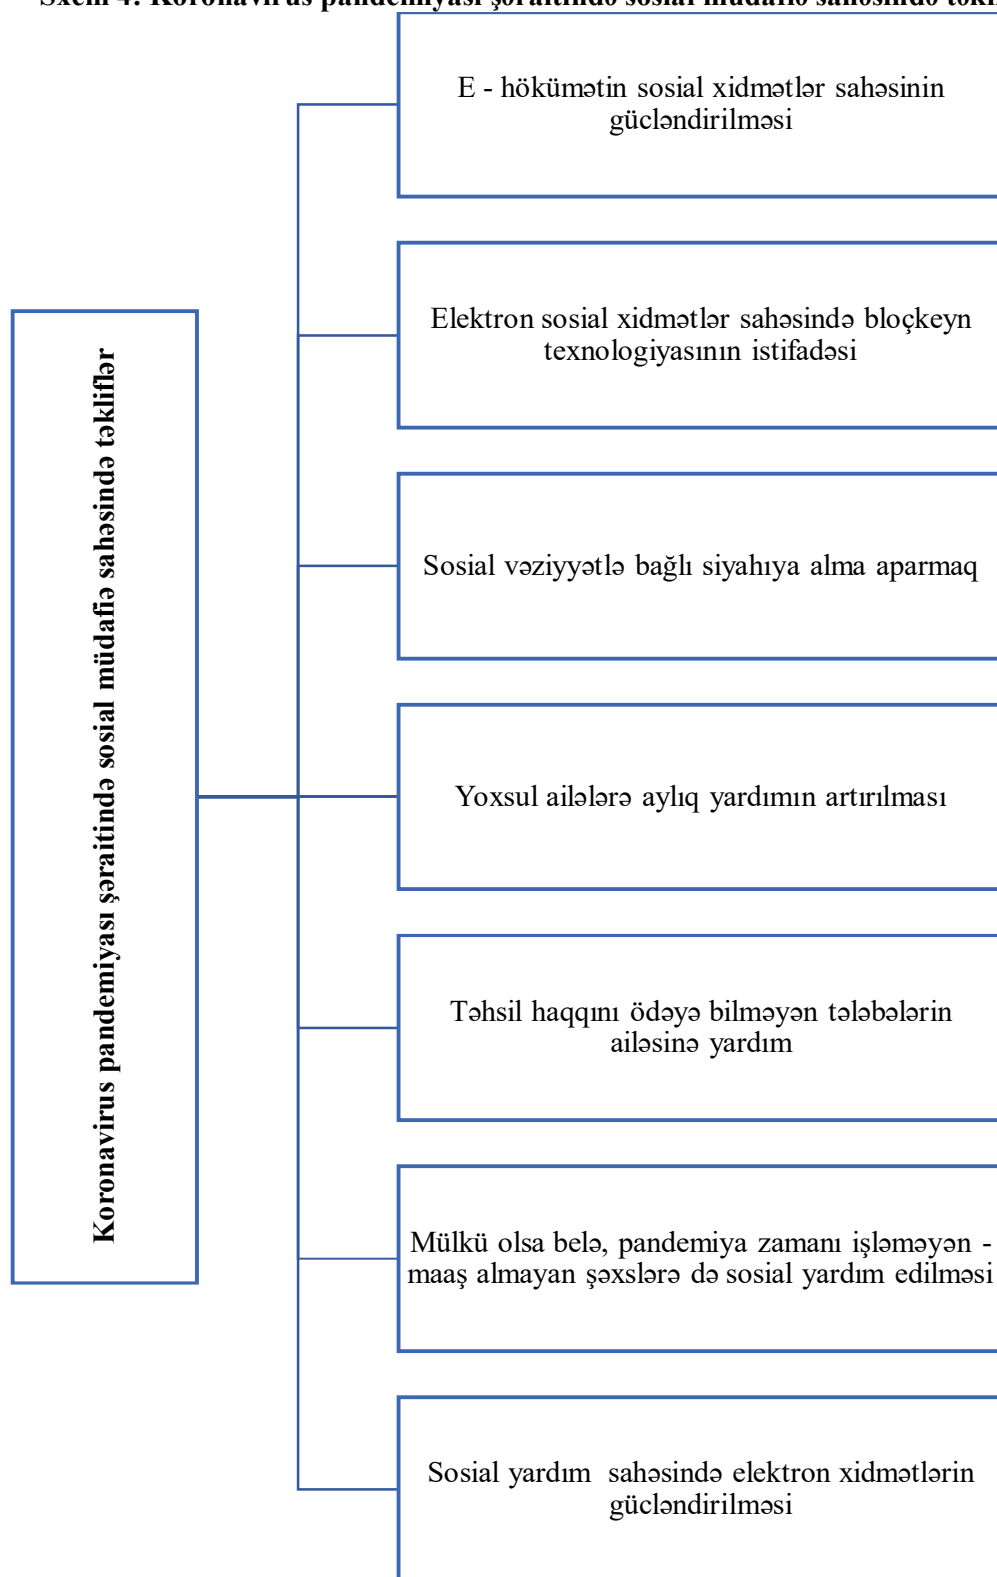 Koronavirus pandemiyası şəraitində sosial müdafiə sahəsində təkliflər
E - hökümətin sosial xidmətlər sahəsinin
gücləndirilməsi
Elektron sosial xidmətlər sahəsində bloçkeyn
texnologiyasının istifadəsi
Sosial vəziyyətlə bağlı siyahıya alma aparmaq
Yoxsul ailələrə aylıq yardımın artırılması
Təhsil haqqını ödəyə bilməyən tələbələrin
ailəsinə yardım
Mülkü olsa belə, pandemiya zamanı işləməyən -
maaş almayan şəxslərə də sosial yardım edilməsi
Sosial yardım sahəsində elektron xidmətlərin
gücləndirilməsi